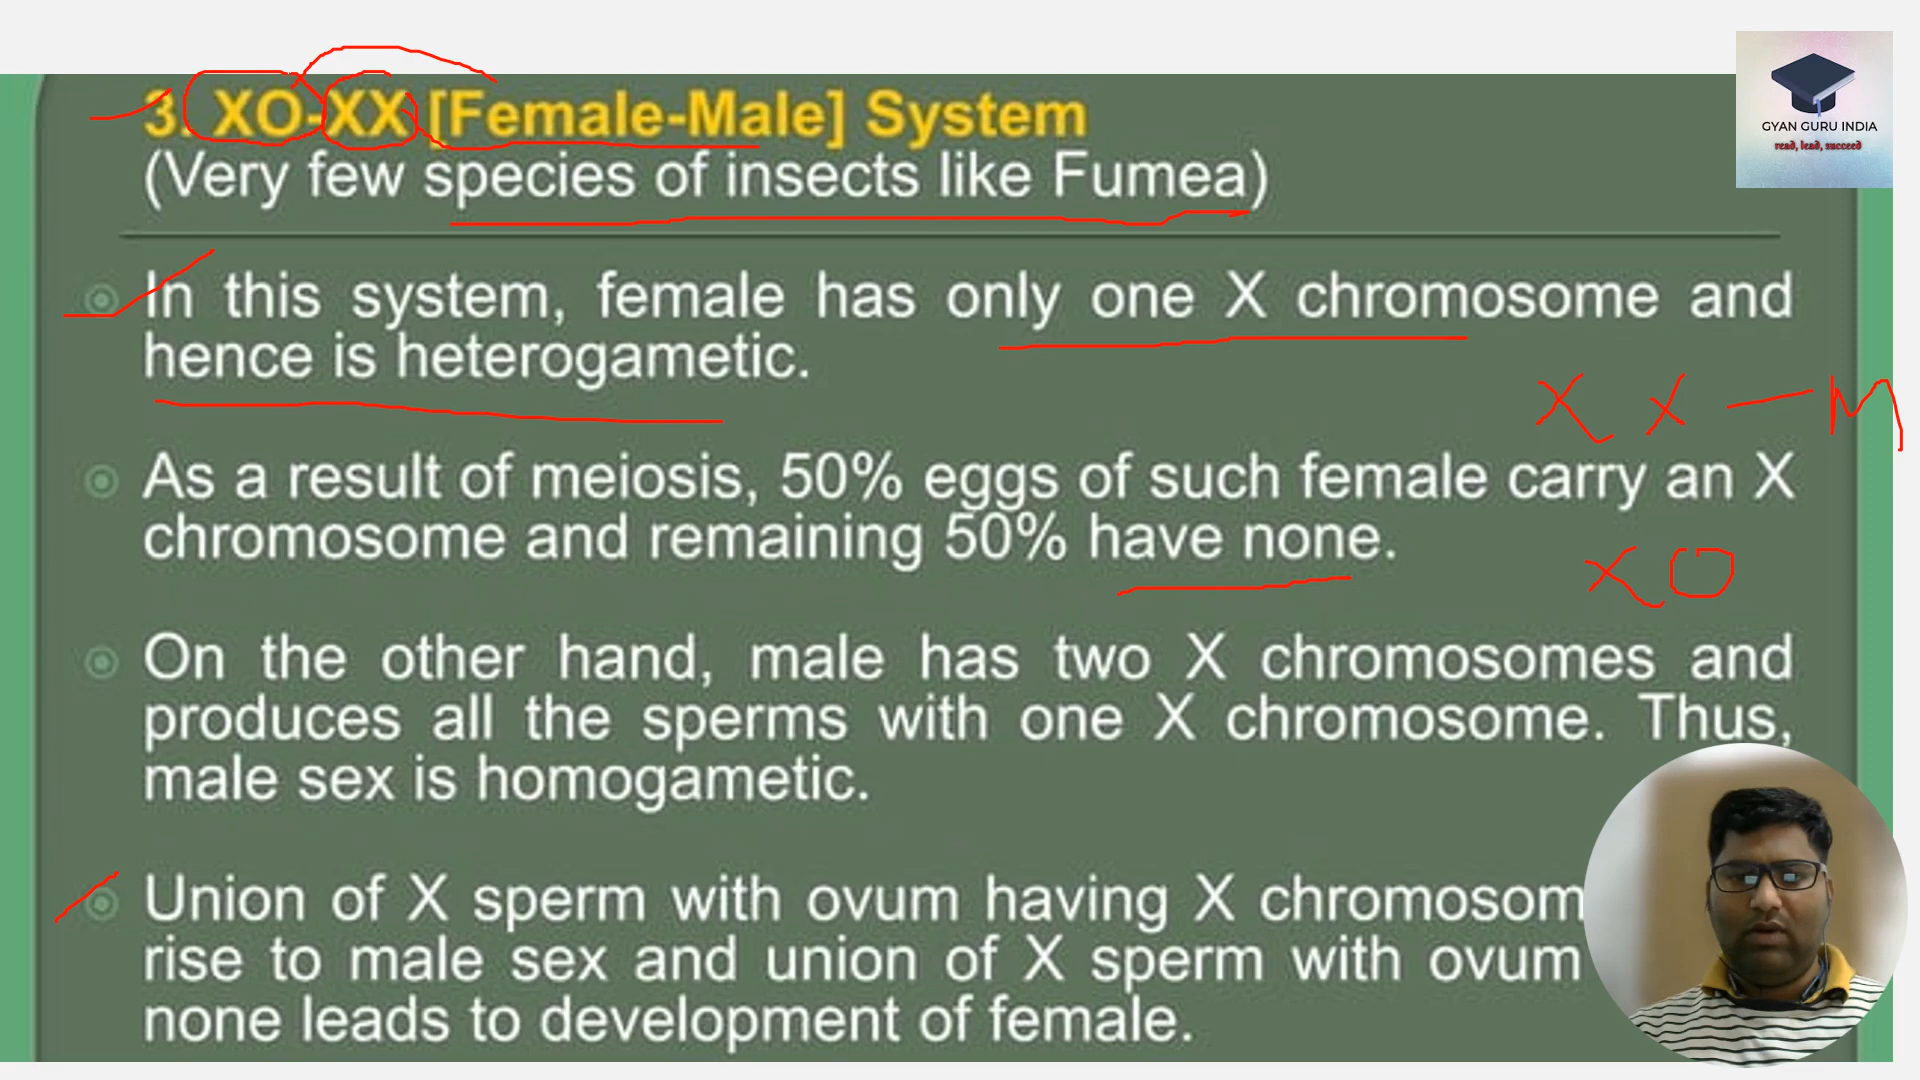 3. XO-XX [Female-Male] System
GYAN GURU INDIA
read, lead, succeed
(Very few species of insects like Fumea)
In this system, female has only one X chromosome and
hence is heterogametic.
X X — M
As a result of meiosis, 50% eggs of such female carry an X
chromosome and remaining 50% have none.
XO
On the other hand, male has two X chromosomes and
produces all the sperms with one X chromosome. Thus,
male sex is homogametic.
Union of X sperm with ovum having X chromosom
rise to male sex and union of X sperm with ovum
none leads to development of female.